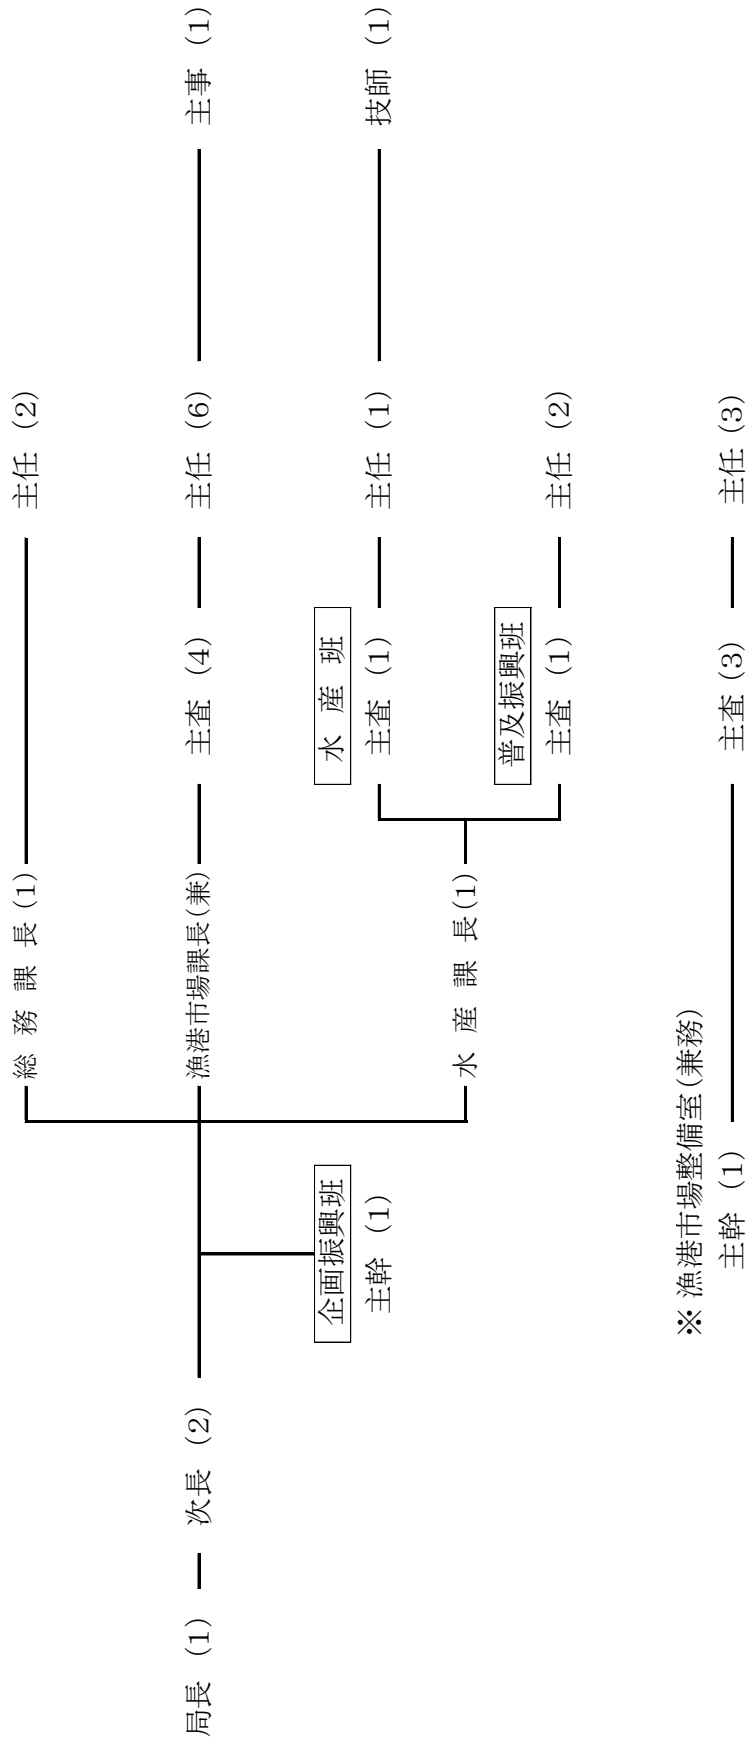 総 務 課 長(1) 主任 (2)
局長 (1) 次長 (2) 漁港市場課長(兼) 主査 (4) 主任 (6) 主事 (1)
企画振興班
主幹 (1)
水 産 班
主査 (1) 主任 (1) 技師 (1)
水 産 課 長(1)
普及振興班
主査 (1) 主任 (2)
※ 漁港市場整備室(兼務)
主幹 (1) 主査 (3) 主任 (3)